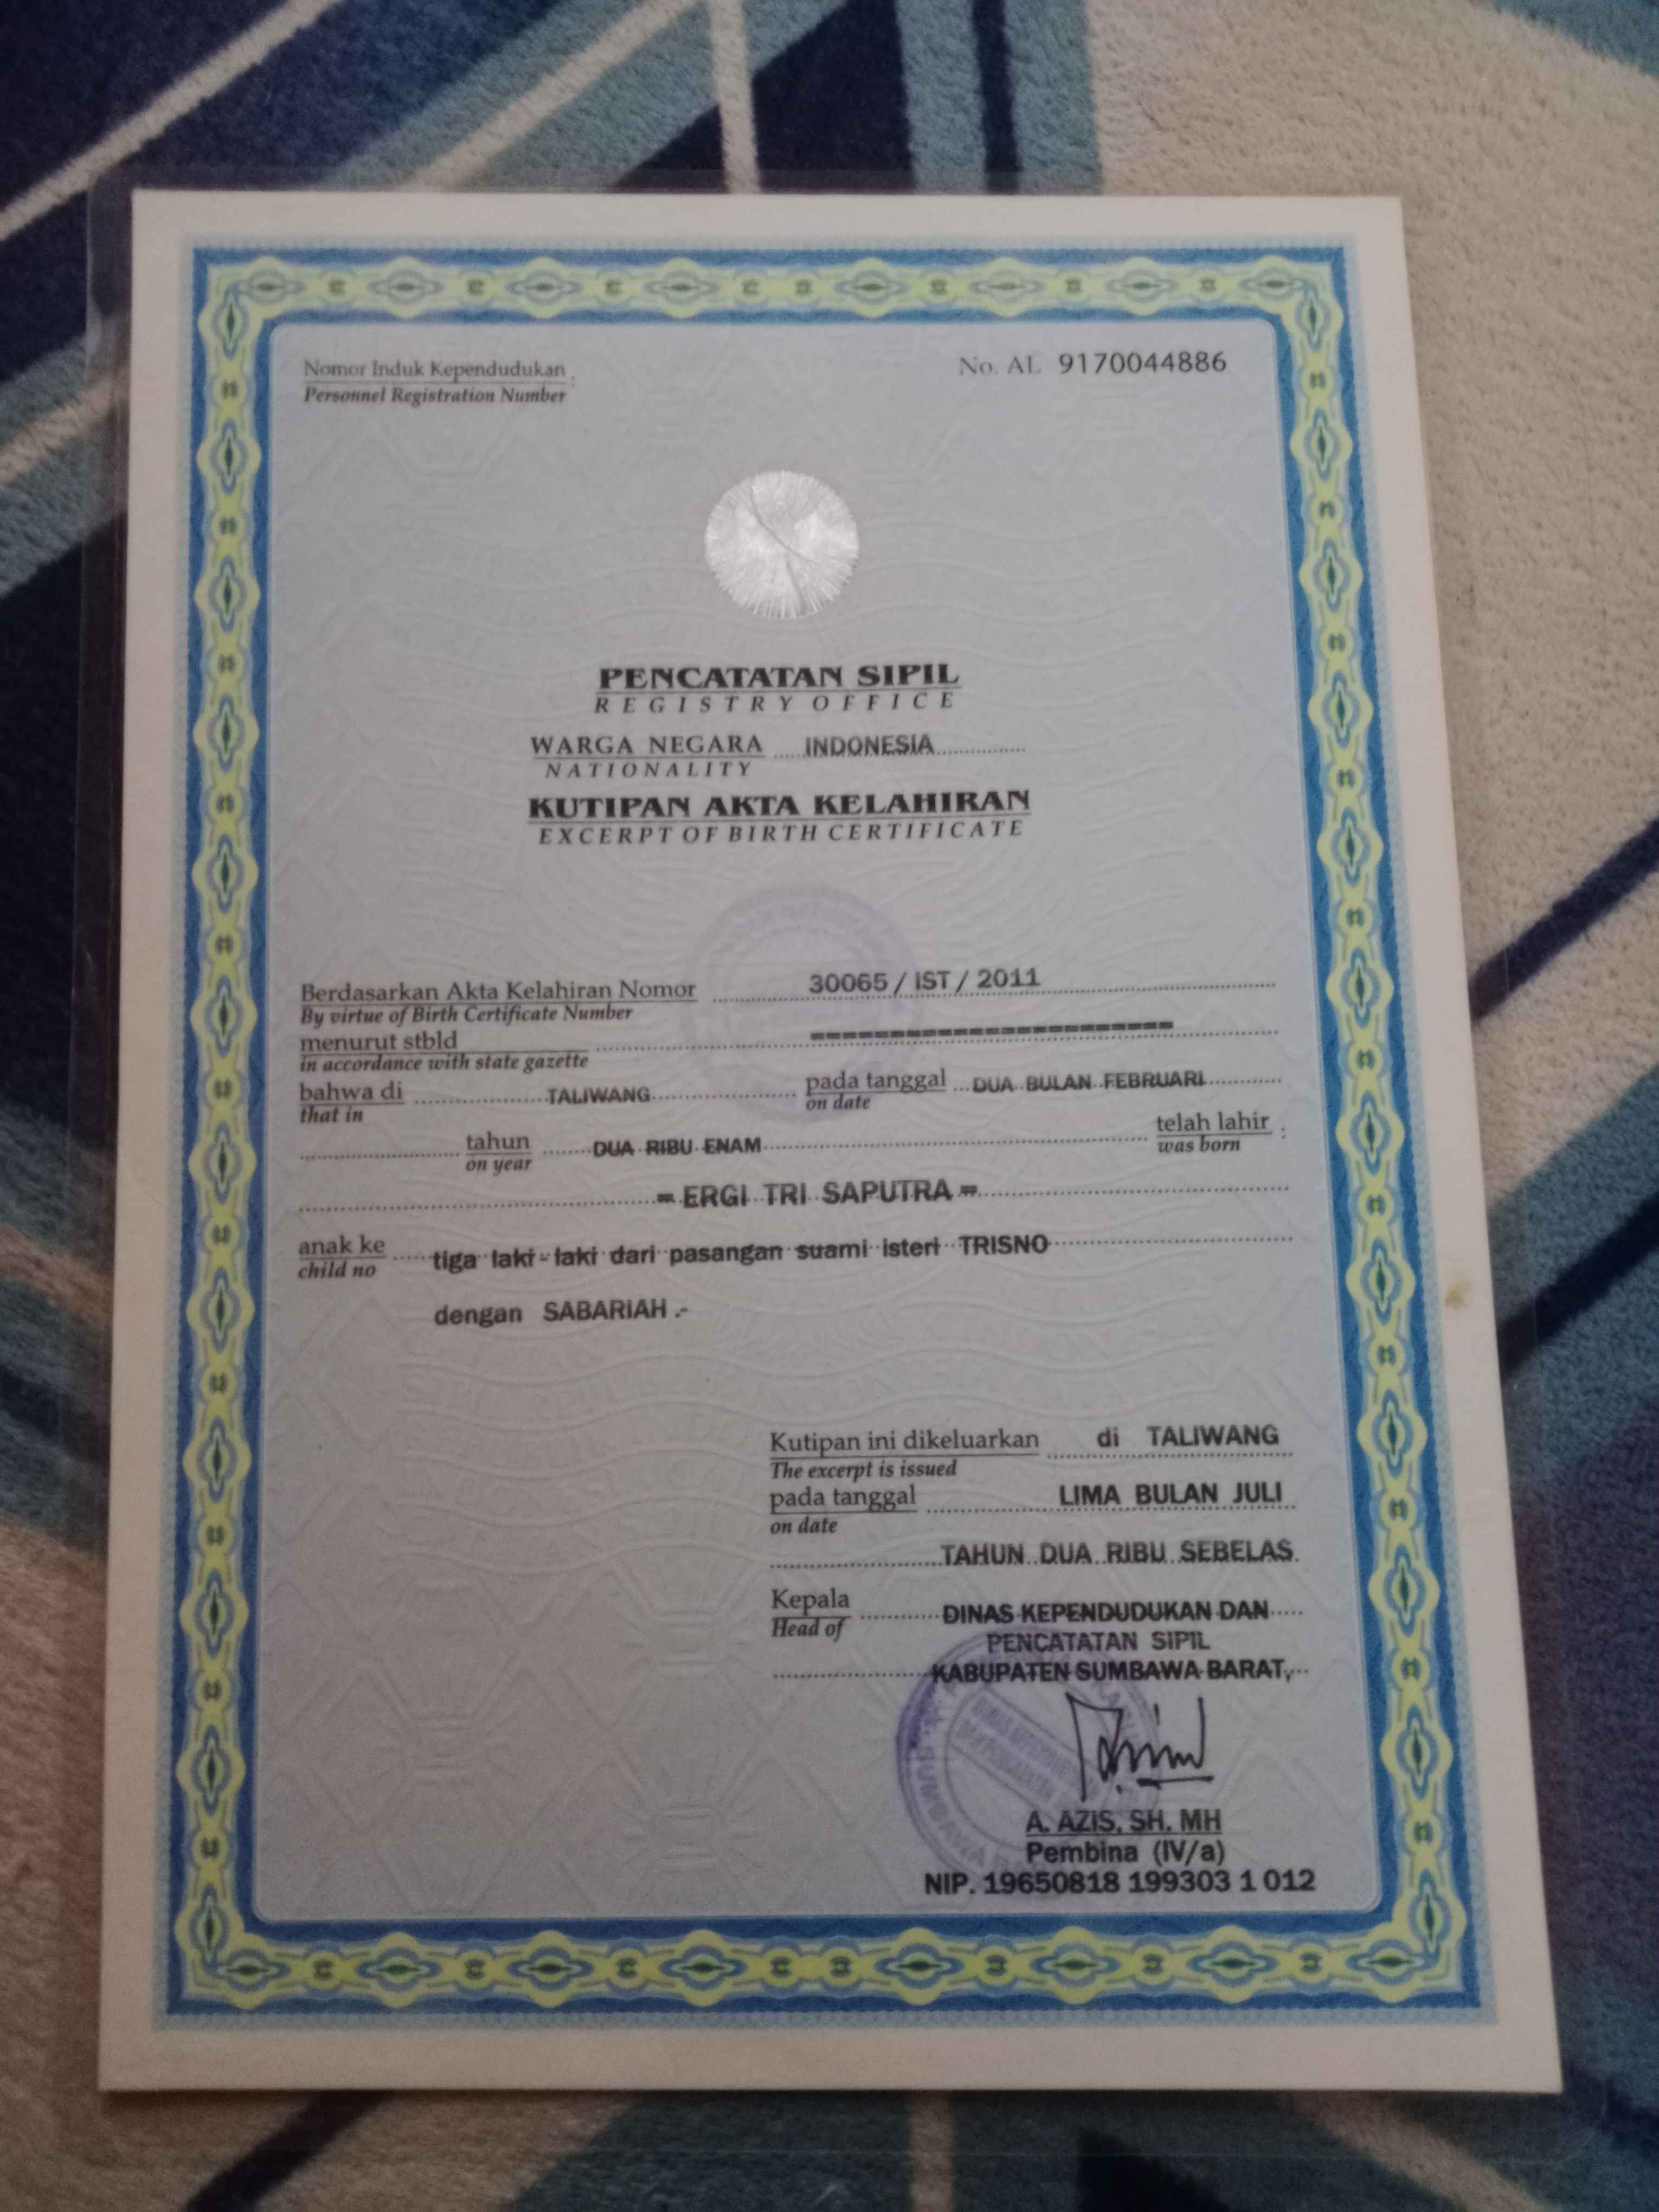 Nomor Induk Kependudukan :
Personnel Registration Number
No. AL 9170044886
PENCATATAN SIPIL
REGISTRY OFFICE
WARGA NEGARA INDONESIA
NATIONALITY
KUTIPAN AKTA KELAHIRAN
EXCERPT OF BIRTH CERTIFICATE
Berdasarkan Akta Kelahiran Nomor 30065 / IST / 2011
By virtue of Birth Certificate Number
menurut stbld ======================
in accordance with state gazette
bahwa di TALIWANG pada tanggal DUA BULAN FEBRUARI
that in on date
tahun DUA RIBU ENAM telah lahir :
on year was born
= ERGI TRI SAPUTRA =
anak ke tiga laki-laki dari pasangan suami isteri TRISNO
child no
dengan SABARIAH .-
Kutipan ini dikeluarkan di TALIWANG
The excerpt is issued
pada tanggal LIMA BULAN JULI
on date
TAHUN DUA RIBU SEBELAS
Kepala DINAS KEPENDUDUKAN DAN
Head of
PENCATATAN SIPIL
KABUPATEN SUMBAWA BARAT,
A. AZIS, SH. MH
Pembina (IV/a)
NIP. 19650818 199303 1 012